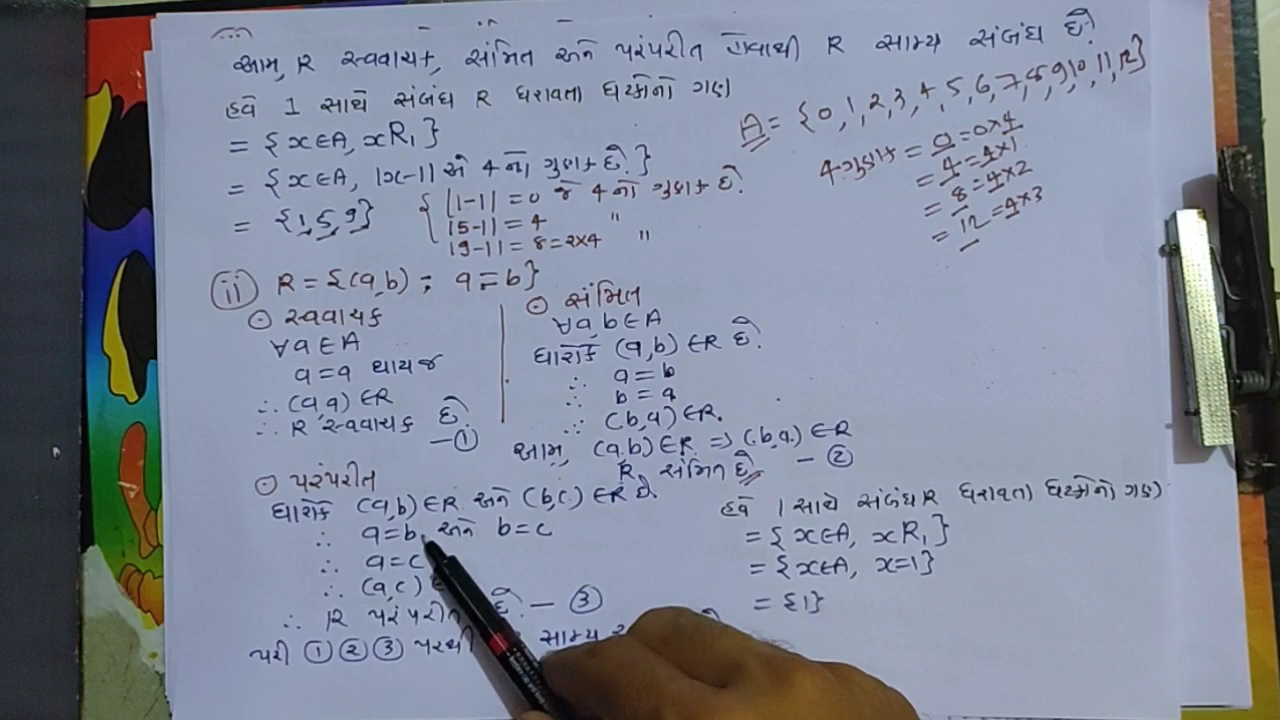 આમ, R સ્વવાચક, સંમિત અને પરંપરીત હોવાથી R સામ્ય સંબંધ છે.
હવે 1 સાથે સંબંધ R ધરાવતા ઘટકોનો ગણ
= {x∈A, xR1}
= {x∈A, |x-1| એ 4 નો ગુણક છે.}
= {1, 5, 9}
{ |1-1| = 0 જે 4 નો ગુણક છે.
|5-1| = 4 "
|9-1| = 8 = 2×4 "
A = {0, 1, 2, 3, 4, 5, 6, 7, 8, 9, 10, 11, 12}
4 ગુણક = 0 = 0×4
= 4 = 4×1
= 8 = 4×2
= 12 = 4×3
(ii) R = {(a,b) ; a = b}
⊙ સ્વવાચક
∀a∈A
a = a થાય જ
∴ (a,a) ∈R
∴ R સ્વવાચક છે. —①
⊙ સંમિત
∀a,b∈A
ધારોકે (a,b) ∈R છે.
∴ a = b
∴ b = a
∴ (b,a) ∈R.
આમ, (a,b) ∈R => (b,a) ∈R
R સંમિત છે —②
⊙ પરંપરીત
ધારોકે (a,b) ∈R અને (b,c) ∈R છે.
∴ a=b અને b=c
∴ a=c
∴ (a,c)
∴ R પરંપરીત છે. —③
પરી ① ② ③ પરથી સામ્ય
હવે 1 સાથે સંબંધ R ધરાવતા ઘટકોનો ગણ
= {x∈A, xR1}
= {x∈A, x=1}
= {1}